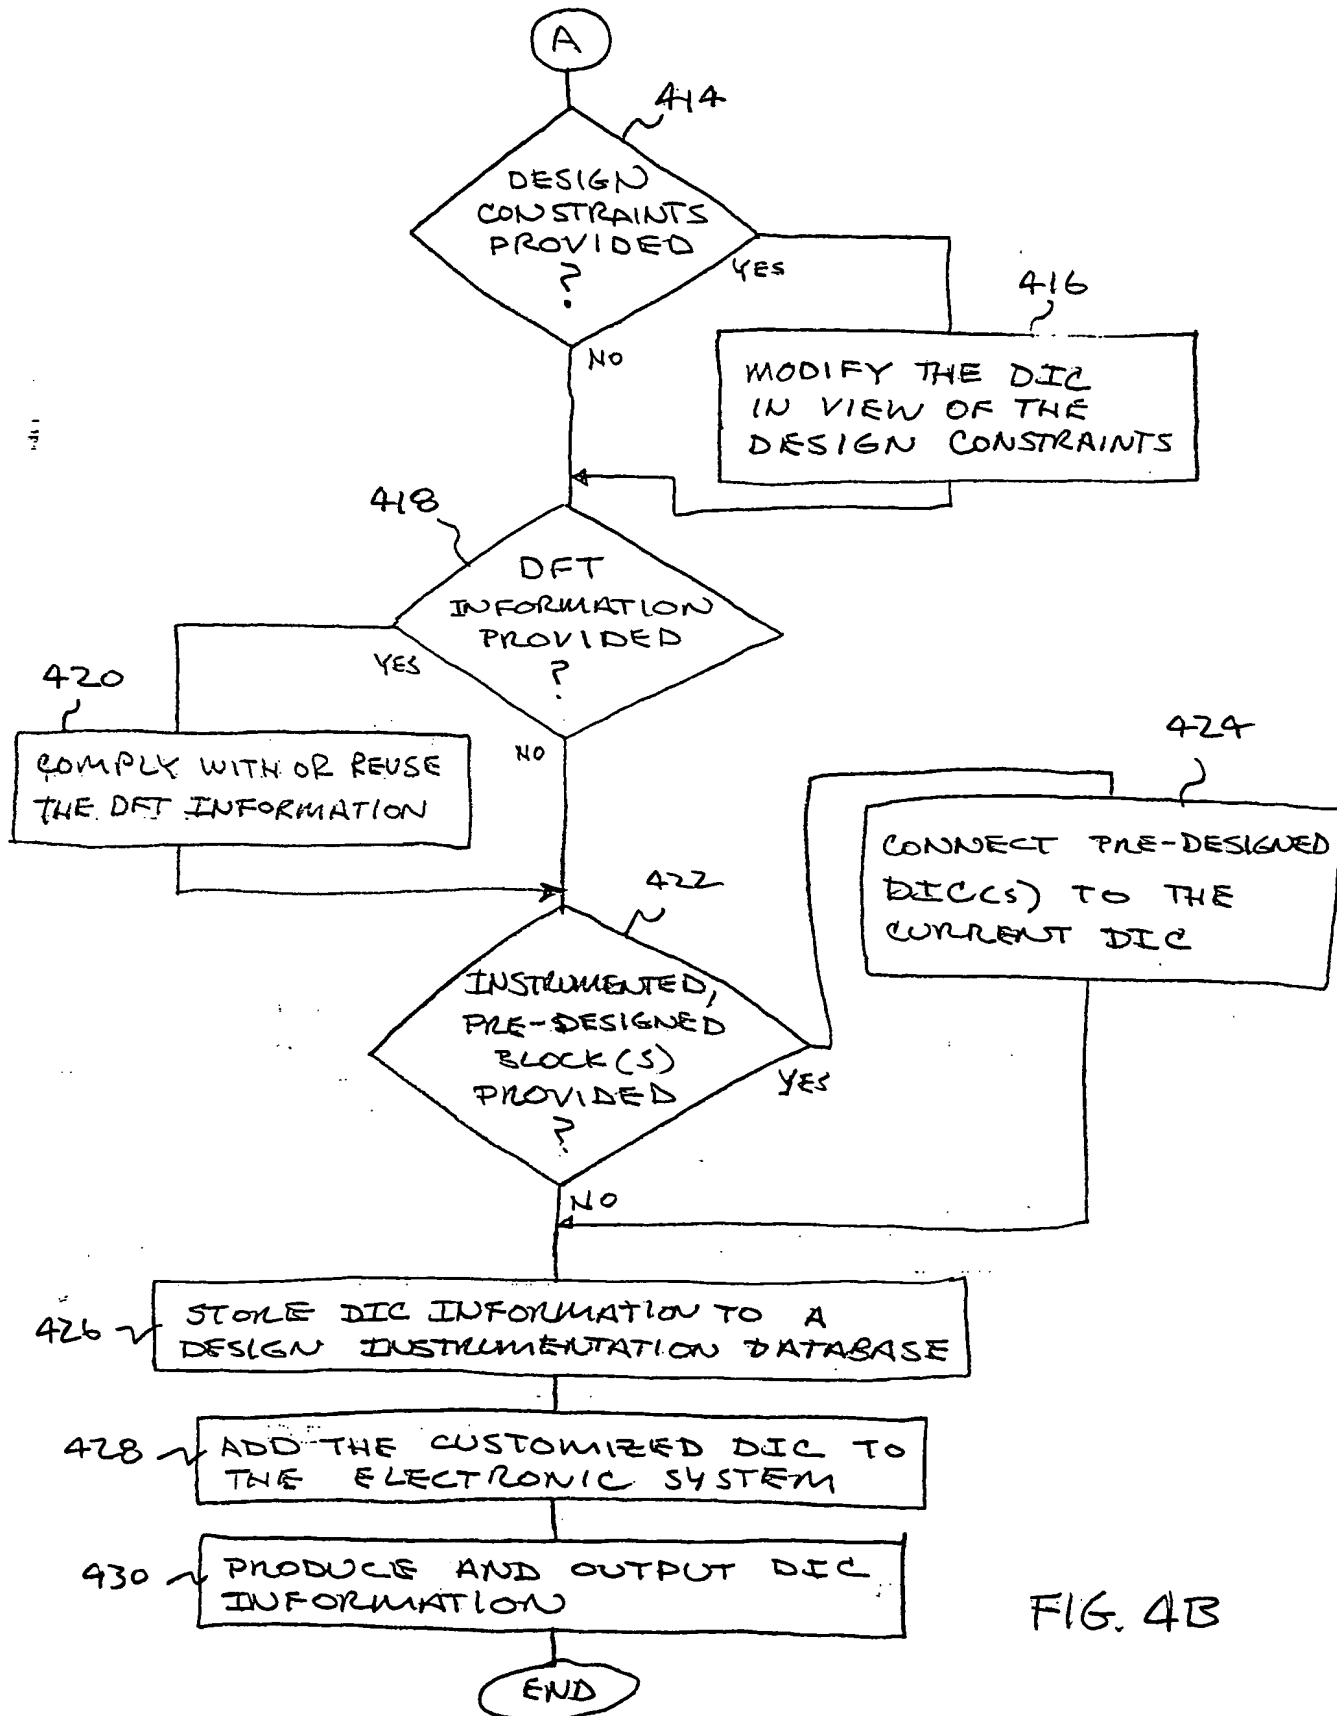 A
414
DESIGN
CONSTRAINTS
PROVIDED
?
YES
NO
416
MODIFY THE DIC
IN VIEW OF THE
DESIGN CONSTRAINTS
418
DFT
INFORMATION
PROVIDED
?
YES
NO
420
COMPLY WITH OR REUSE
THE DFT INFORMATION
424
CONNECT PRE-DESIGNED
DIC(S) TO THE
CURRENT DIC
422
INSTRUMENTED,
PRE-DESIGNED
BLOCK(S)
PROVIDED
?
YES
NO
426
STORE DIC INFORMATION TO A
DESIGN INSTRUMENTATION DATABASE
428
ADD THE CUSTOMIZED DIC TO
THE ELECTRONIC SYSTEM
430
PRODUCE AND OUTPUT DIC
INFORMATION
END
FIG. 4B